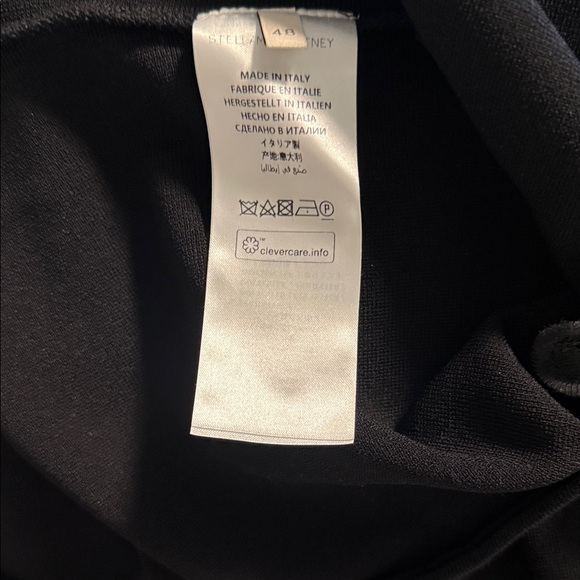 48
STELLA McCARTNEY
MADE IN ITALY
FABRIQUE EN ITALIE
HERGESTELLT IN ITALIEN
HECHO EN ITALIA
СДЕЛАНО В ИТАЛИИ
イタリア製
产地:意大利
صنع في إيطاليا
P
clevercare.info